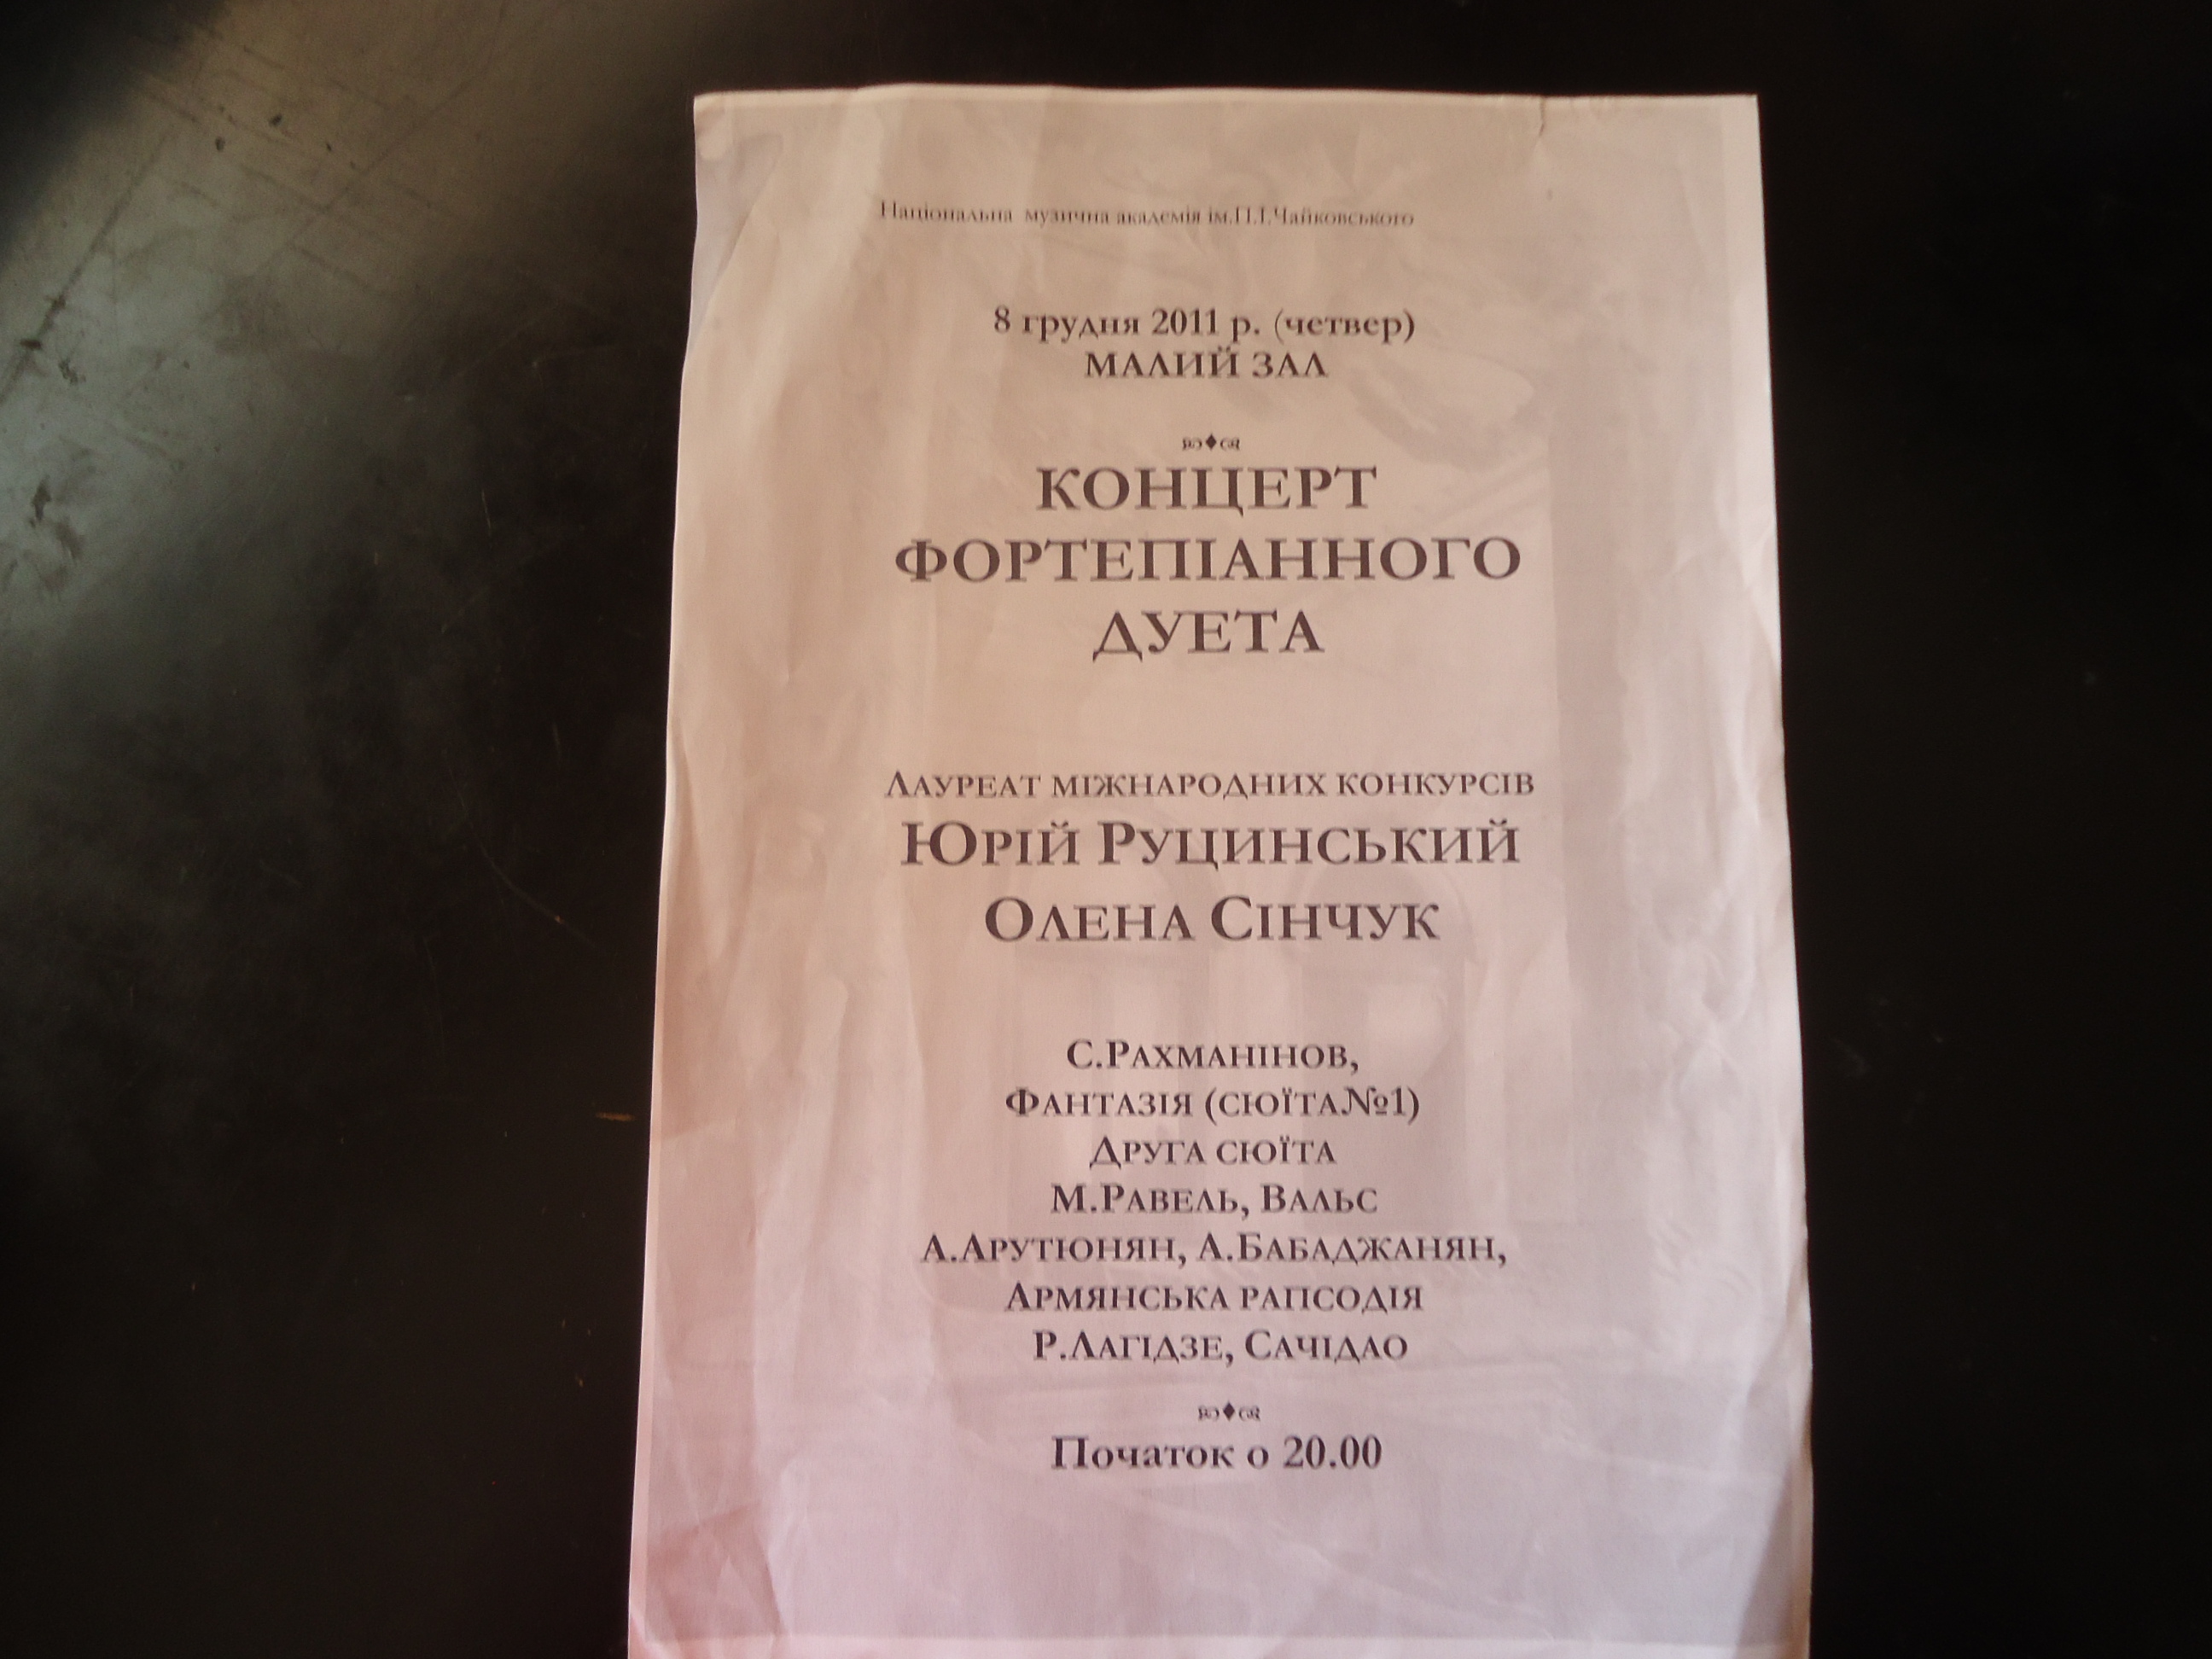 Національна музична академія ім.П.І.Чайковського
8 грудня 2011 р. (четвер)
МАЛИЙ ЗАЛ
КОНЦЕРТ
ФОРТЕПІАННОГО
ДУЕТА
ЛАУРЕАТ МІЖНАРОДНИХ КОНКУРСІВ
ЮРІЙ РУЦИНСЬКИЙ
ОЛЕНА СІНЧУК
С.РАХМАНІНОВ,
ФАНТАЗІЯ (СЮЇТА№1)
ДРУГА СЮЇТА
М.РАВЕЛЬ, ВАЛЬС
А.АРУТЮНЯН, А.БАБАДЖАНЯН,
АРМЯНСЬКА РАПСОДІЯ
Р.ЛАГІДЗЕ, САЧІДАО
Початок о 20.00